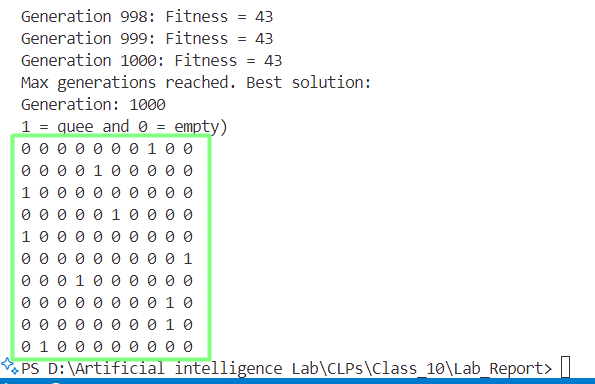 Generation 998: Fitness = 43
Generation 999: Fitness = 43
Generation 1000: Fitness = 43
Max generations reached. Best solution:
Generation: 1000
1 = quee and 0 = empty)
0 0 0 0 0 0 0 1 0 0
0 0 0 0 1 0 0 0 0 0
1 0 0 0 0 0 0 0 0 0
0 0 0 0 0 1 0 0 0 0
1 0 0 0 0 0 0 0 0 0
0 0 0 0 0 0 0 0 0 1
0 0 0 1 0 0 0 0 0 0
0 0 0 0 0 0 0 0 1 0
0 0 0 0 0 0 0 0 1 0
0 1 0 0 0 0 0 0 0 0
PS D:\Artificial intelligence Lab\CLPs\Class_10\Lab_Report>